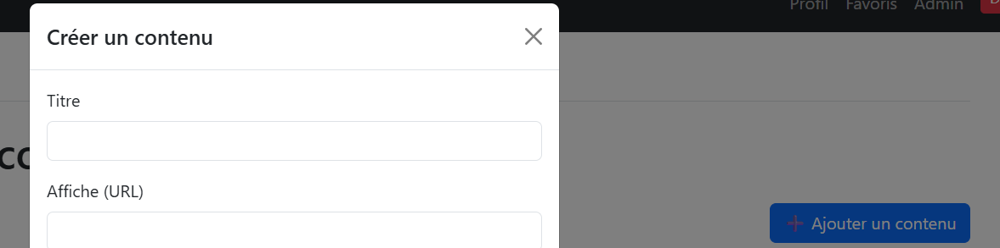 Profil Favoris Admin
Créer un contenu
Titre
Affiche (URL)
Ajouter un contenu